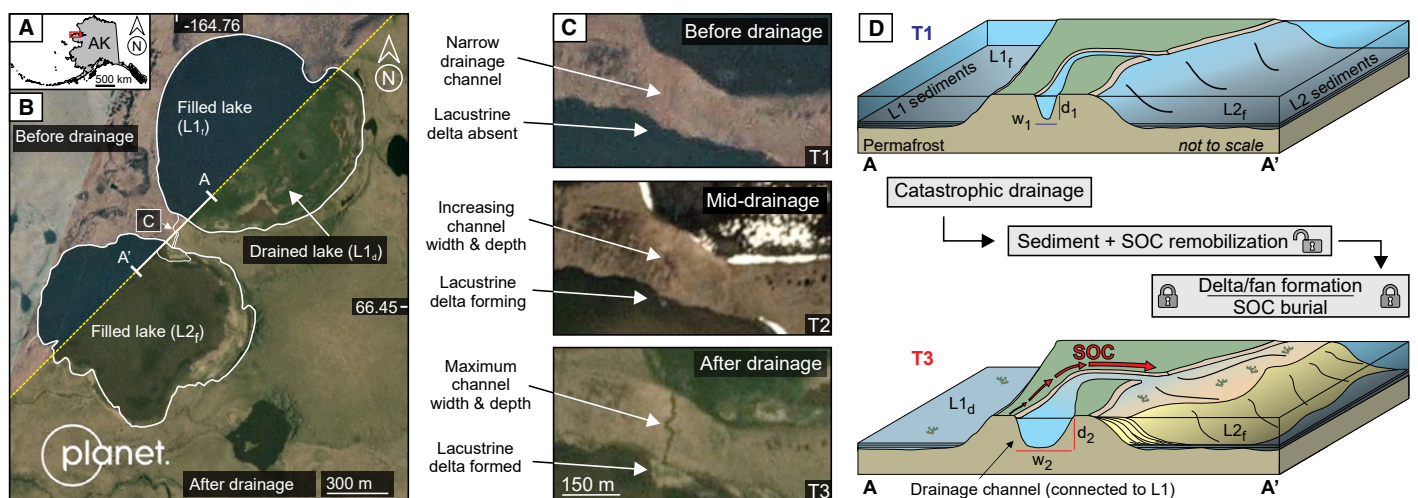 A
AK
N
500 km
B
-164.76
N
Before drainage
Filled lake
(L1f)
A
C
Drained lake (L1d)
A'
66.45
Filled lake (L2f)
planet.
After drainage
300 m
C
Narrow
drainage
channel
Before drainage
Lacustrine
delta absent
T1
Increasing
channel
width & depth
Mid-drainage
Lacustrine
delta forming
T2
Maximum
channel
width & depth
After drainage
Lacustrine
delta formed
150 m
T3
D
T1
L1f
L1 sediments
L2 sediments
L2f
w1
d1
Permafrost
not to scale
A
A'
Catastrophic drainage
Sediment + SOC remobilization
Delta/fan formation
SOC burial
T3
SOC
L1d
L2f
d2
w2
A
A'
Drainage channel (connected to L1)